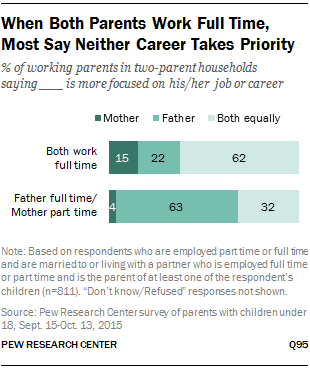 When Both Parents Work Full Time,
Most Say Neither Career Takes Priority
% of working parents in two-parent households
saying ___ is more focused on his/her job or career
Mother Father Both equally
Both work
full time
15 22 62
Father full time/
Mother part time
4 63 32
Note: Based on respondents who are employed part time or full time
and are married to or living with a partner who is employed full time
or part time and is the parent of at least one of the respondent's
children (n=811). "Don't know/Refused" responses not shown.
Source: Pew Research Center survey of parents with children under
18, Sept. 15-Oct. 13, 2015
PEW RESEARCH CENTER Q95